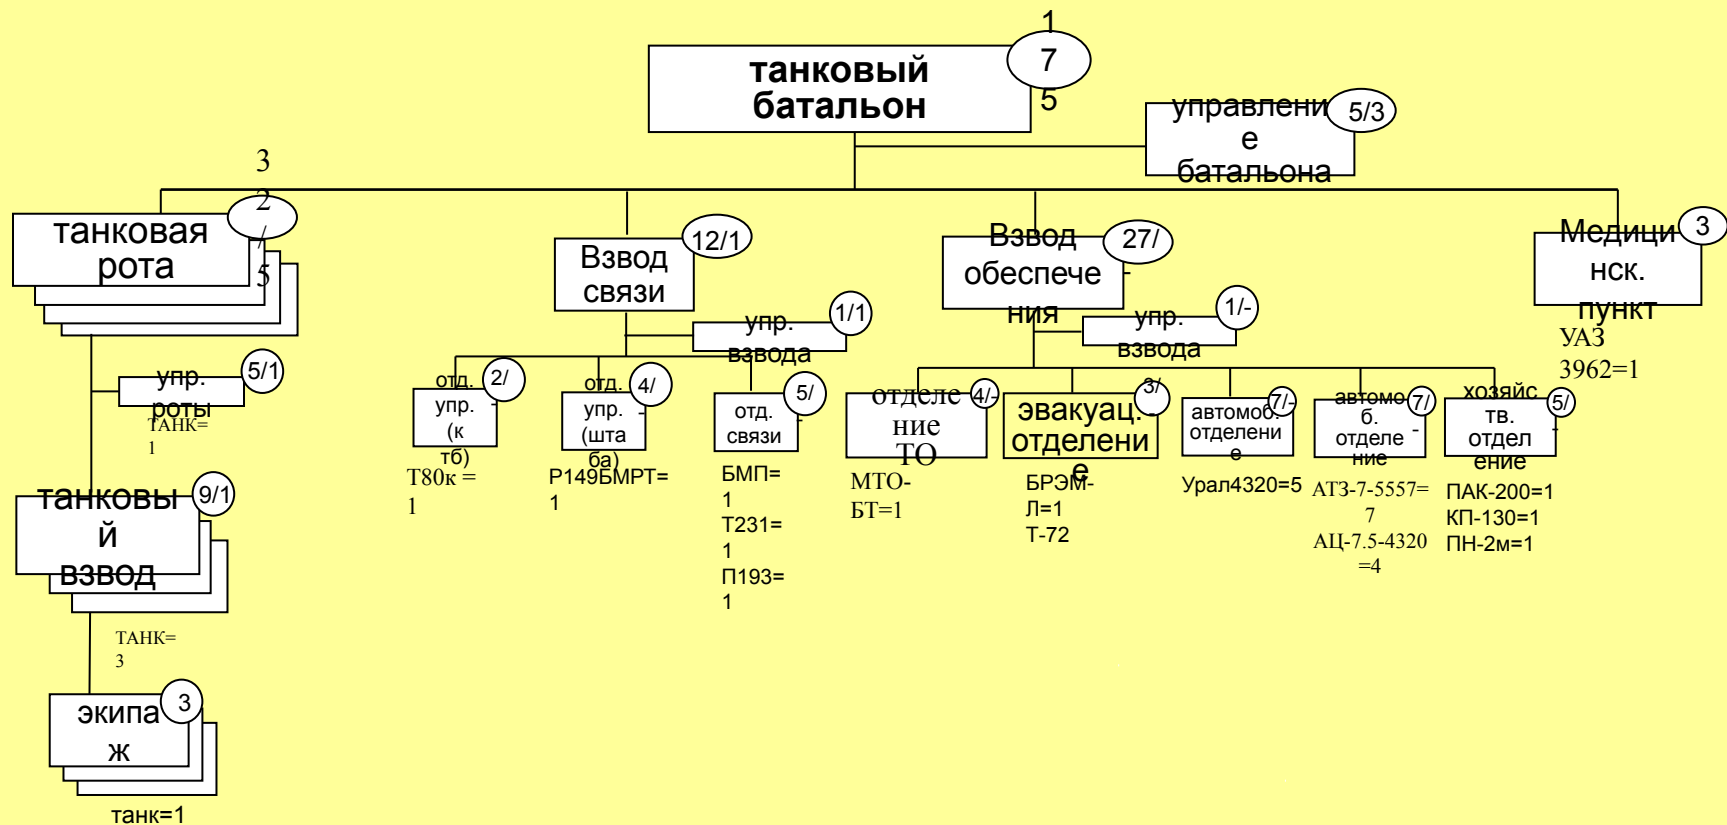 танковый
батальон
1
7
5
управлени
е
батальона
5/3
танковая
рота
3
2
/
5
упр.
роты
5/1
ТАНК=
1
танковы
й
взвод
9/1
ТАНК=
3
экипа
ж
3
танк=1
Взвод
связи
12/1
упр.
взвода
1/1
отд.
упр.
(к
тб)
2/
-
Т80к =
1
отд.
упр.
(шта
ба)
4/
-
Р149БМРТ=
1
отд.
связи
5/
-
БМП=
1
Т231=
1
П193=
1
Взвод
обеспече
ния
27/
-
упр.
взвода
1/-
отделе
ние
ТО
4/-
МТО-
БТ=1
эвакуац.
отделени
е
3/
-
БРЭМ-
Л=1
Т-72
автомоб.
отделени
е
7/-
Урал4320=5
автомо
б.
отделе
ние
7/
-
АТЗ-7-5557=
7
АЦ-7.5-4320
=4
хозяйс
тв.
отдел
ение
5/
-
ПАК-200=1
КП-130=1
ПН-2м=1
Медици
нск.
пункт
3
УАЗ
3962=1